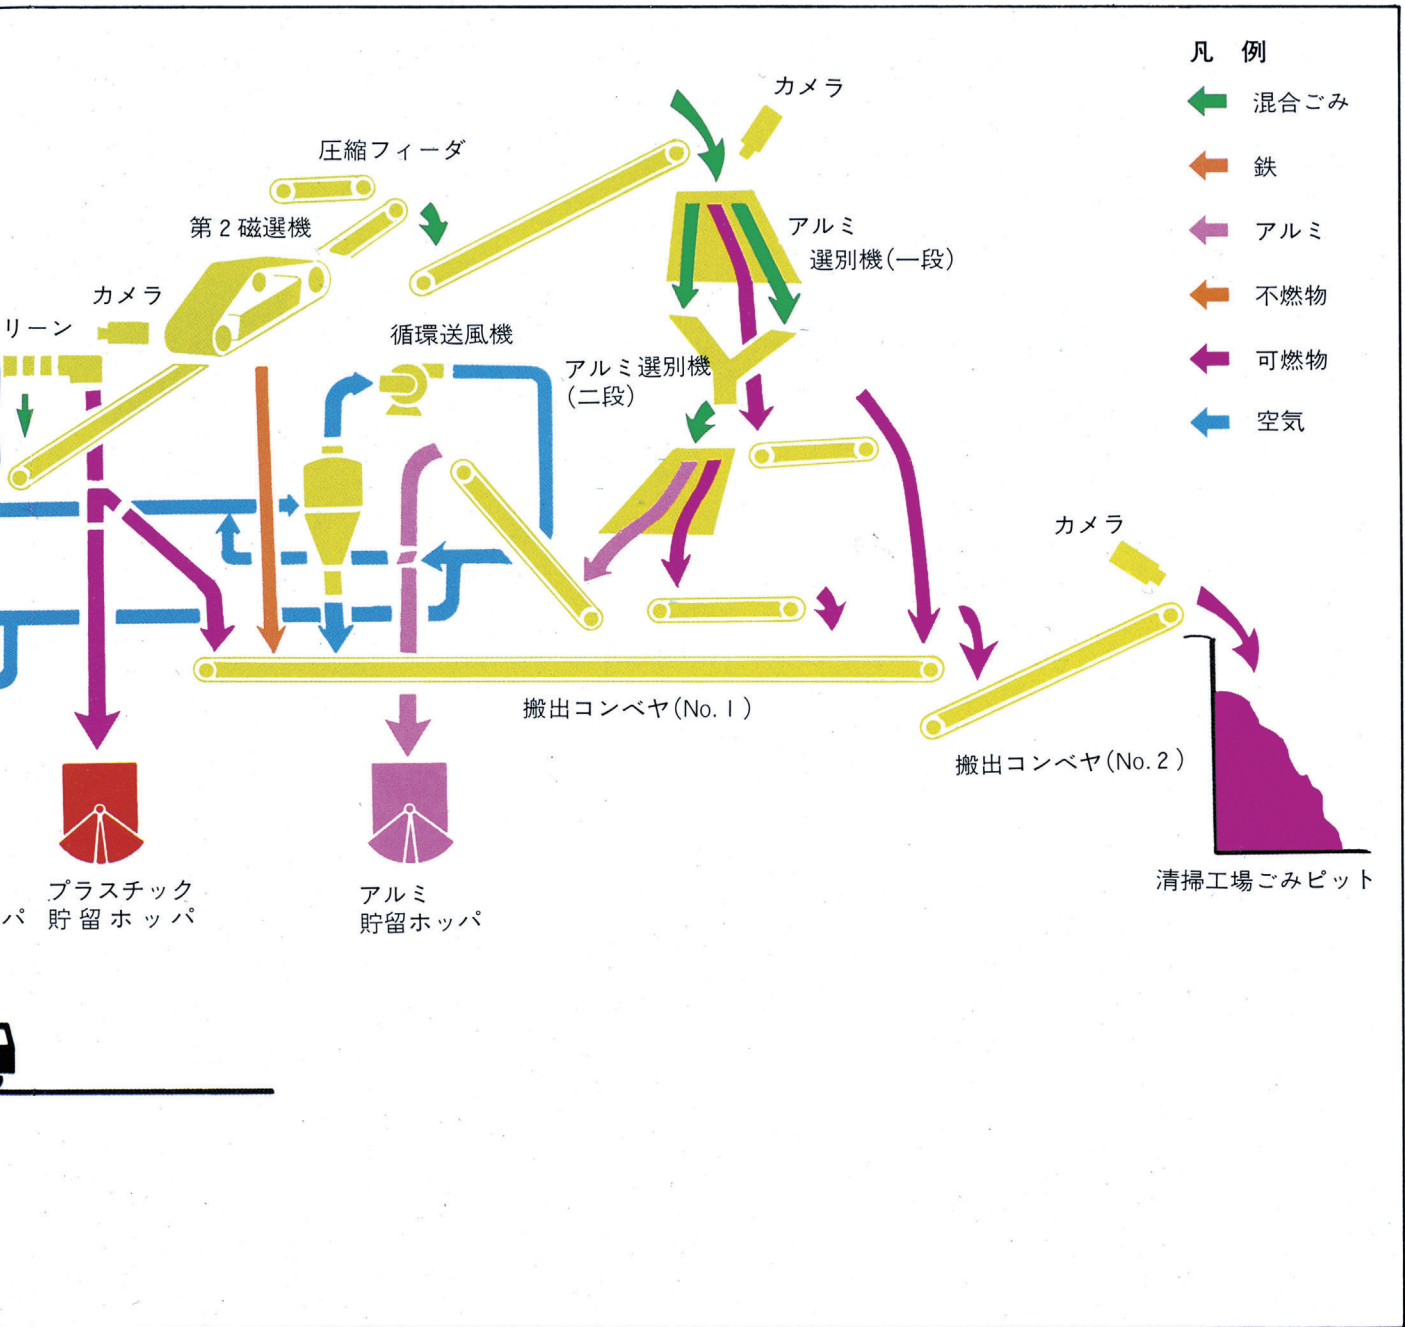 凡 例
混合ごみ
鉄
アルミ
不燃物
可燃物
空気
カメラ
圧縮フィーダ
第2磁選機
カメラ
リーン
循環送風機
アルミ
選別機(一段)
アルミ選別機
(二段)
カメラ
搬出コンベヤ(No.1)
搬出コンベヤ(No.2)
清掃工場ごみピット
プラスチック
貯留ホッパ
パ
アルミ
貯留ホッパ